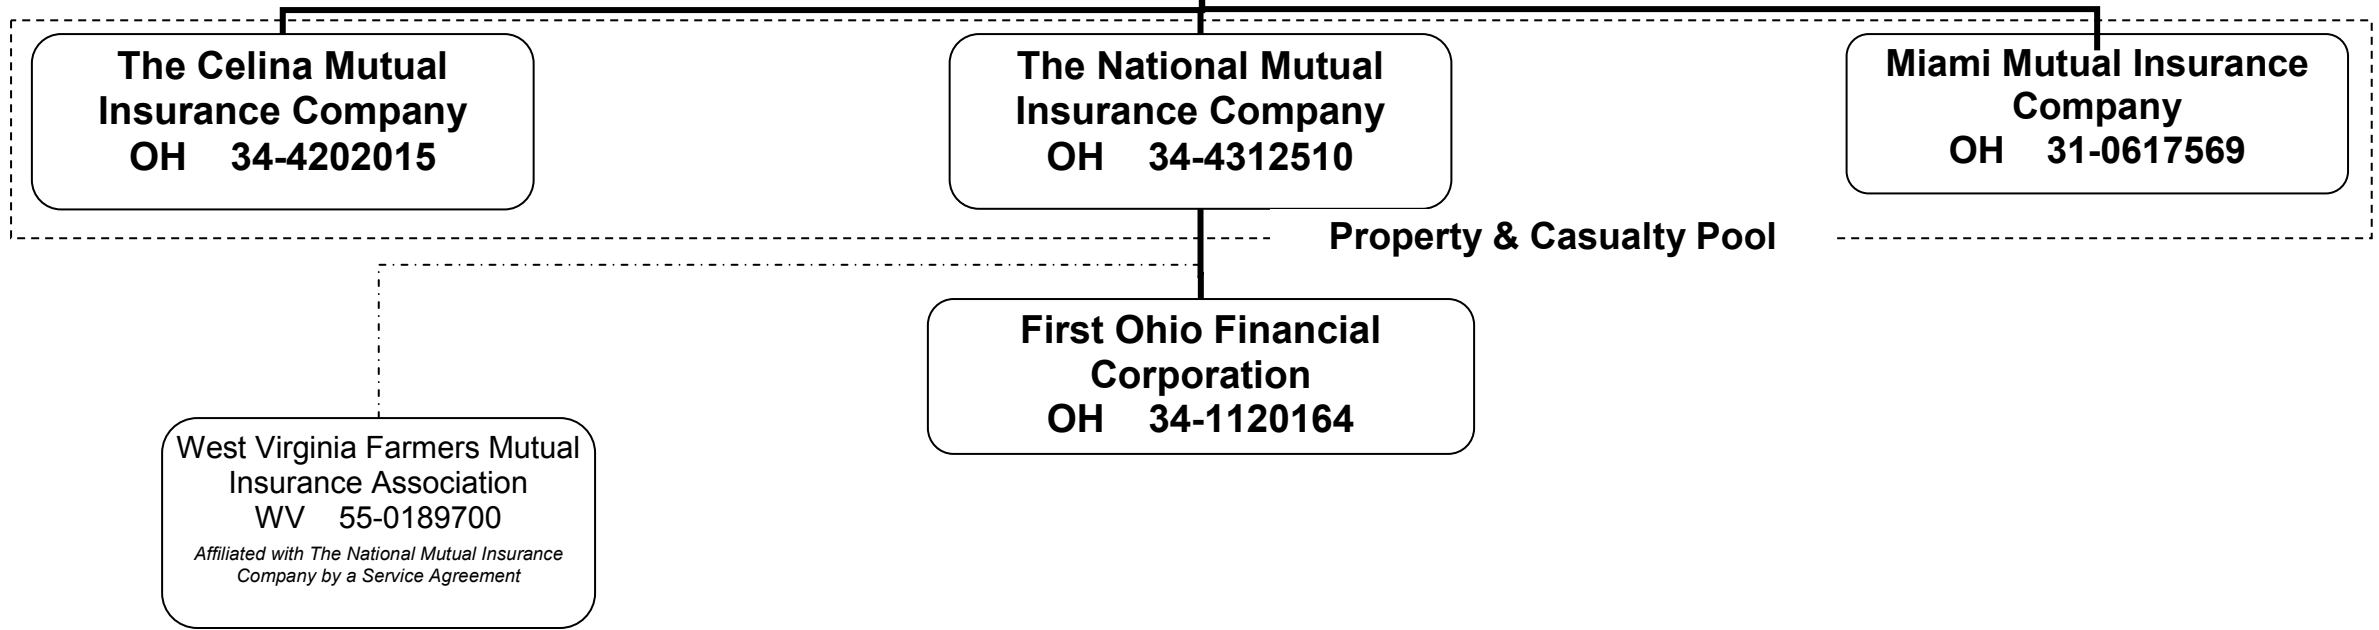 The Celina Mutual
Insurance Company
OH 34-4202015
The National Mutual
Insurance Company
OH 34-4312510
Miami Mutual Insurance
Company
OH 31-0617569
Property & Casualty Pool
First Ohio Financial
Corporation
OH 34-1120164
West Virginia Farmers Mutual
Insurance Association
WV 55-0189700
Affiliated with The National Mutual Insurance
Company by a Service Agreement